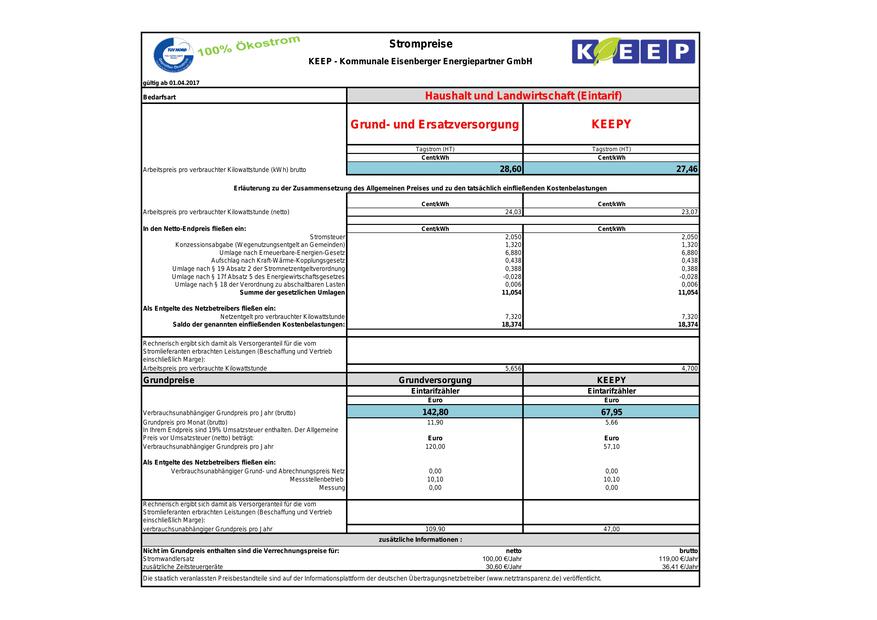 TÜV NORD
100% Ökostrom
Strompreise
KEEP - Kommunale Eisenberger Energiepartner GmbH
KEEP
gültig ab 01.04.2017
Bedarfsart Haushalt und Landwirtschaft (Eintarif)
Grund- und Ersatzversorgung KEEPY
Tagstrom (HT) Tagstrom (HT)
Cent/kWh Cent/kWh
Arbeitspreis pro verbrauchter Kilowattstunde (kWh) brutto 28,60 27,46
Erläuterung zu der Zusammensetzung des Allgemeinen Preises und zu den tatsächlich einfließenden Kostenbelastungen
Cent/kWh Cent/kWh
Arbeitspreis pro verbrauchter Kilowattstunde (netto) 24,03 23,07
In den Netto-Endpreis fließen ein: Cent/kWh Cent/kWh
Stromsteuer 2,050 2,050
Konzessionsabgabe (Wegenutzungsentgelt an Gemeinden) 1,320 1,320
Umlage nach Erneuerbare-Energien-Gesetz 6,880 6,880
Aufschlag nach Kraft-Wärme-Kopplungsgesetz 0,438 0,438
Umlage nach § 19 Absatz 2 der Stromnetzentgeltverordnung 0,388 0,388
Umlage nach § 17f Absatz 5 des Energiewirtschaftsgesetzes -0,028 -0,028
Umlage nach § 18 der Verordnung zu abschaltbaren Lasten 0,006 0,006
Summe der gesetzlichen Umlagen 11,054 11,054
Als Entgelte des Netzbetreibers fließen ein:
Netzentgelt pro verbrauchter Kilowattstunde 7,320 7,320
Saldo der genannten einfließenden Kostenbelastungen: 18,374 18,374
Rechnerisch ergibt sich damit als Versorgeranteil für die vom
Stromlieferanten erbrachten Leistungen (Beschaffung und Vertrieb
einschließlich Marge):
Arbeitspreis pro verbrauchte Kilowattstunde 5,656 4,700
Grundpreise Grundversorgung KEEPY
Eintarifzähler Eintarifzähler
Euro Euro
Verbrauchsunabhängiger Grundpreis pro Jahr (brutto) 142,80 67,95
Grundpreis pro Monat (brutto) 11,90 5,66
In Ihrem Endpreis sind 19% Umsatzsteuer enthalten. Der Allgemeine
Preis vor Umsatzsteuer (netto) beträgt: Euro Euro
Verbrauchsunabhängiger Grundpreis pro Jahr 120,00 57,10
Als Entgelte des Netzbetreibers fließen ein:
Verbrauchsunabhängiger Grund- und Abrechnungspreis Netz 0,00 0,00
Messstellenbetrieb 10,10 10,10
Messung 0,00 0,00
Rechnerisch ergibt sich damit als Versorgeranteil für die vom
Stromlieferanten erbrachten Leistungen (Beschaffung und Vertrieb
einschließlich Marge):
verbrauchsunabhängiger Grundpreis pro Jahr 109,90 47,00
zusätzliche Informationen :
Nicht im Grundpreis enthalten sind die Verrechnungspreise für: netto brutto
Stromwandlersatz 100,00 €/Jahr 119,00 €/Jahr
zusätzliche Zeitsteuergeräte 30,60 €/Jahr 36,41 €/Jahr
Die staatlich veranlassten Preisbestandteile sind auf der Informationsplattform der deutschen Übertragungsnetzbetreiber (www.netztransparenz.de) veröffentlicht.